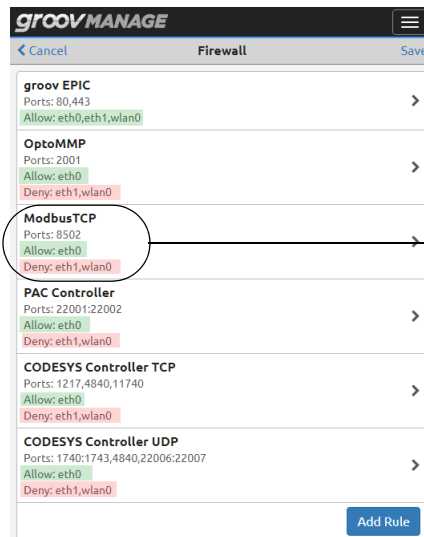 groov MANAGE
Cancel Firewall Save
groov EPIC
Ports: 80,443
Allow: eth0,eth1,wlan0
OptoMMP
Ports: 2001
Allow: eth0
Deny: eth1,wlan0
ModbusTCP
Ports: 8502
Allow: eth0
Deny: eth1,wlan0
PAC Controller
Ports: 22001:22002
Allow: eth0
Deny: eth1,wlan0
CODESYS Controller TCP
Ports: 1217,4840,11740
Allow: eth0
Deny: eth1,wlan0
CODESYS Controller UDP
Ports: 1740:1743,4840,22006:22007
Allow: eth0
Deny: eth1,wlan0
Add Rule